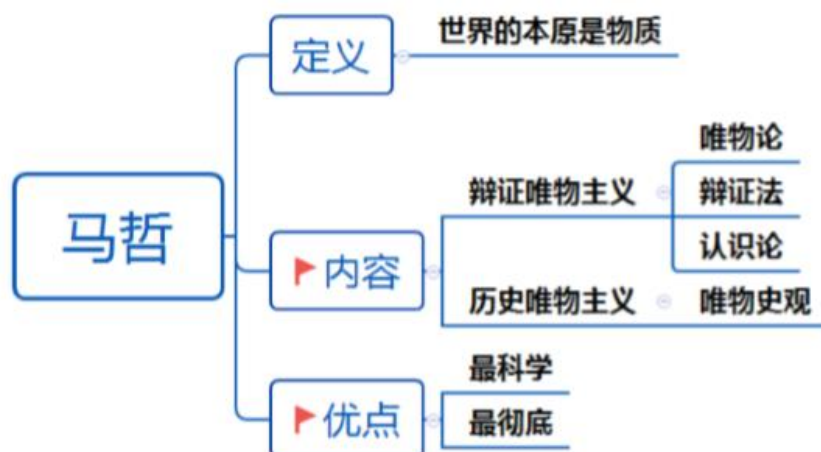 马哲
定义
世界的本原是物质
内容
辩证唯物主义
唯物论
辩证法
认识论
历史唯物主义
唯物史观
优点
最科学
最彻底